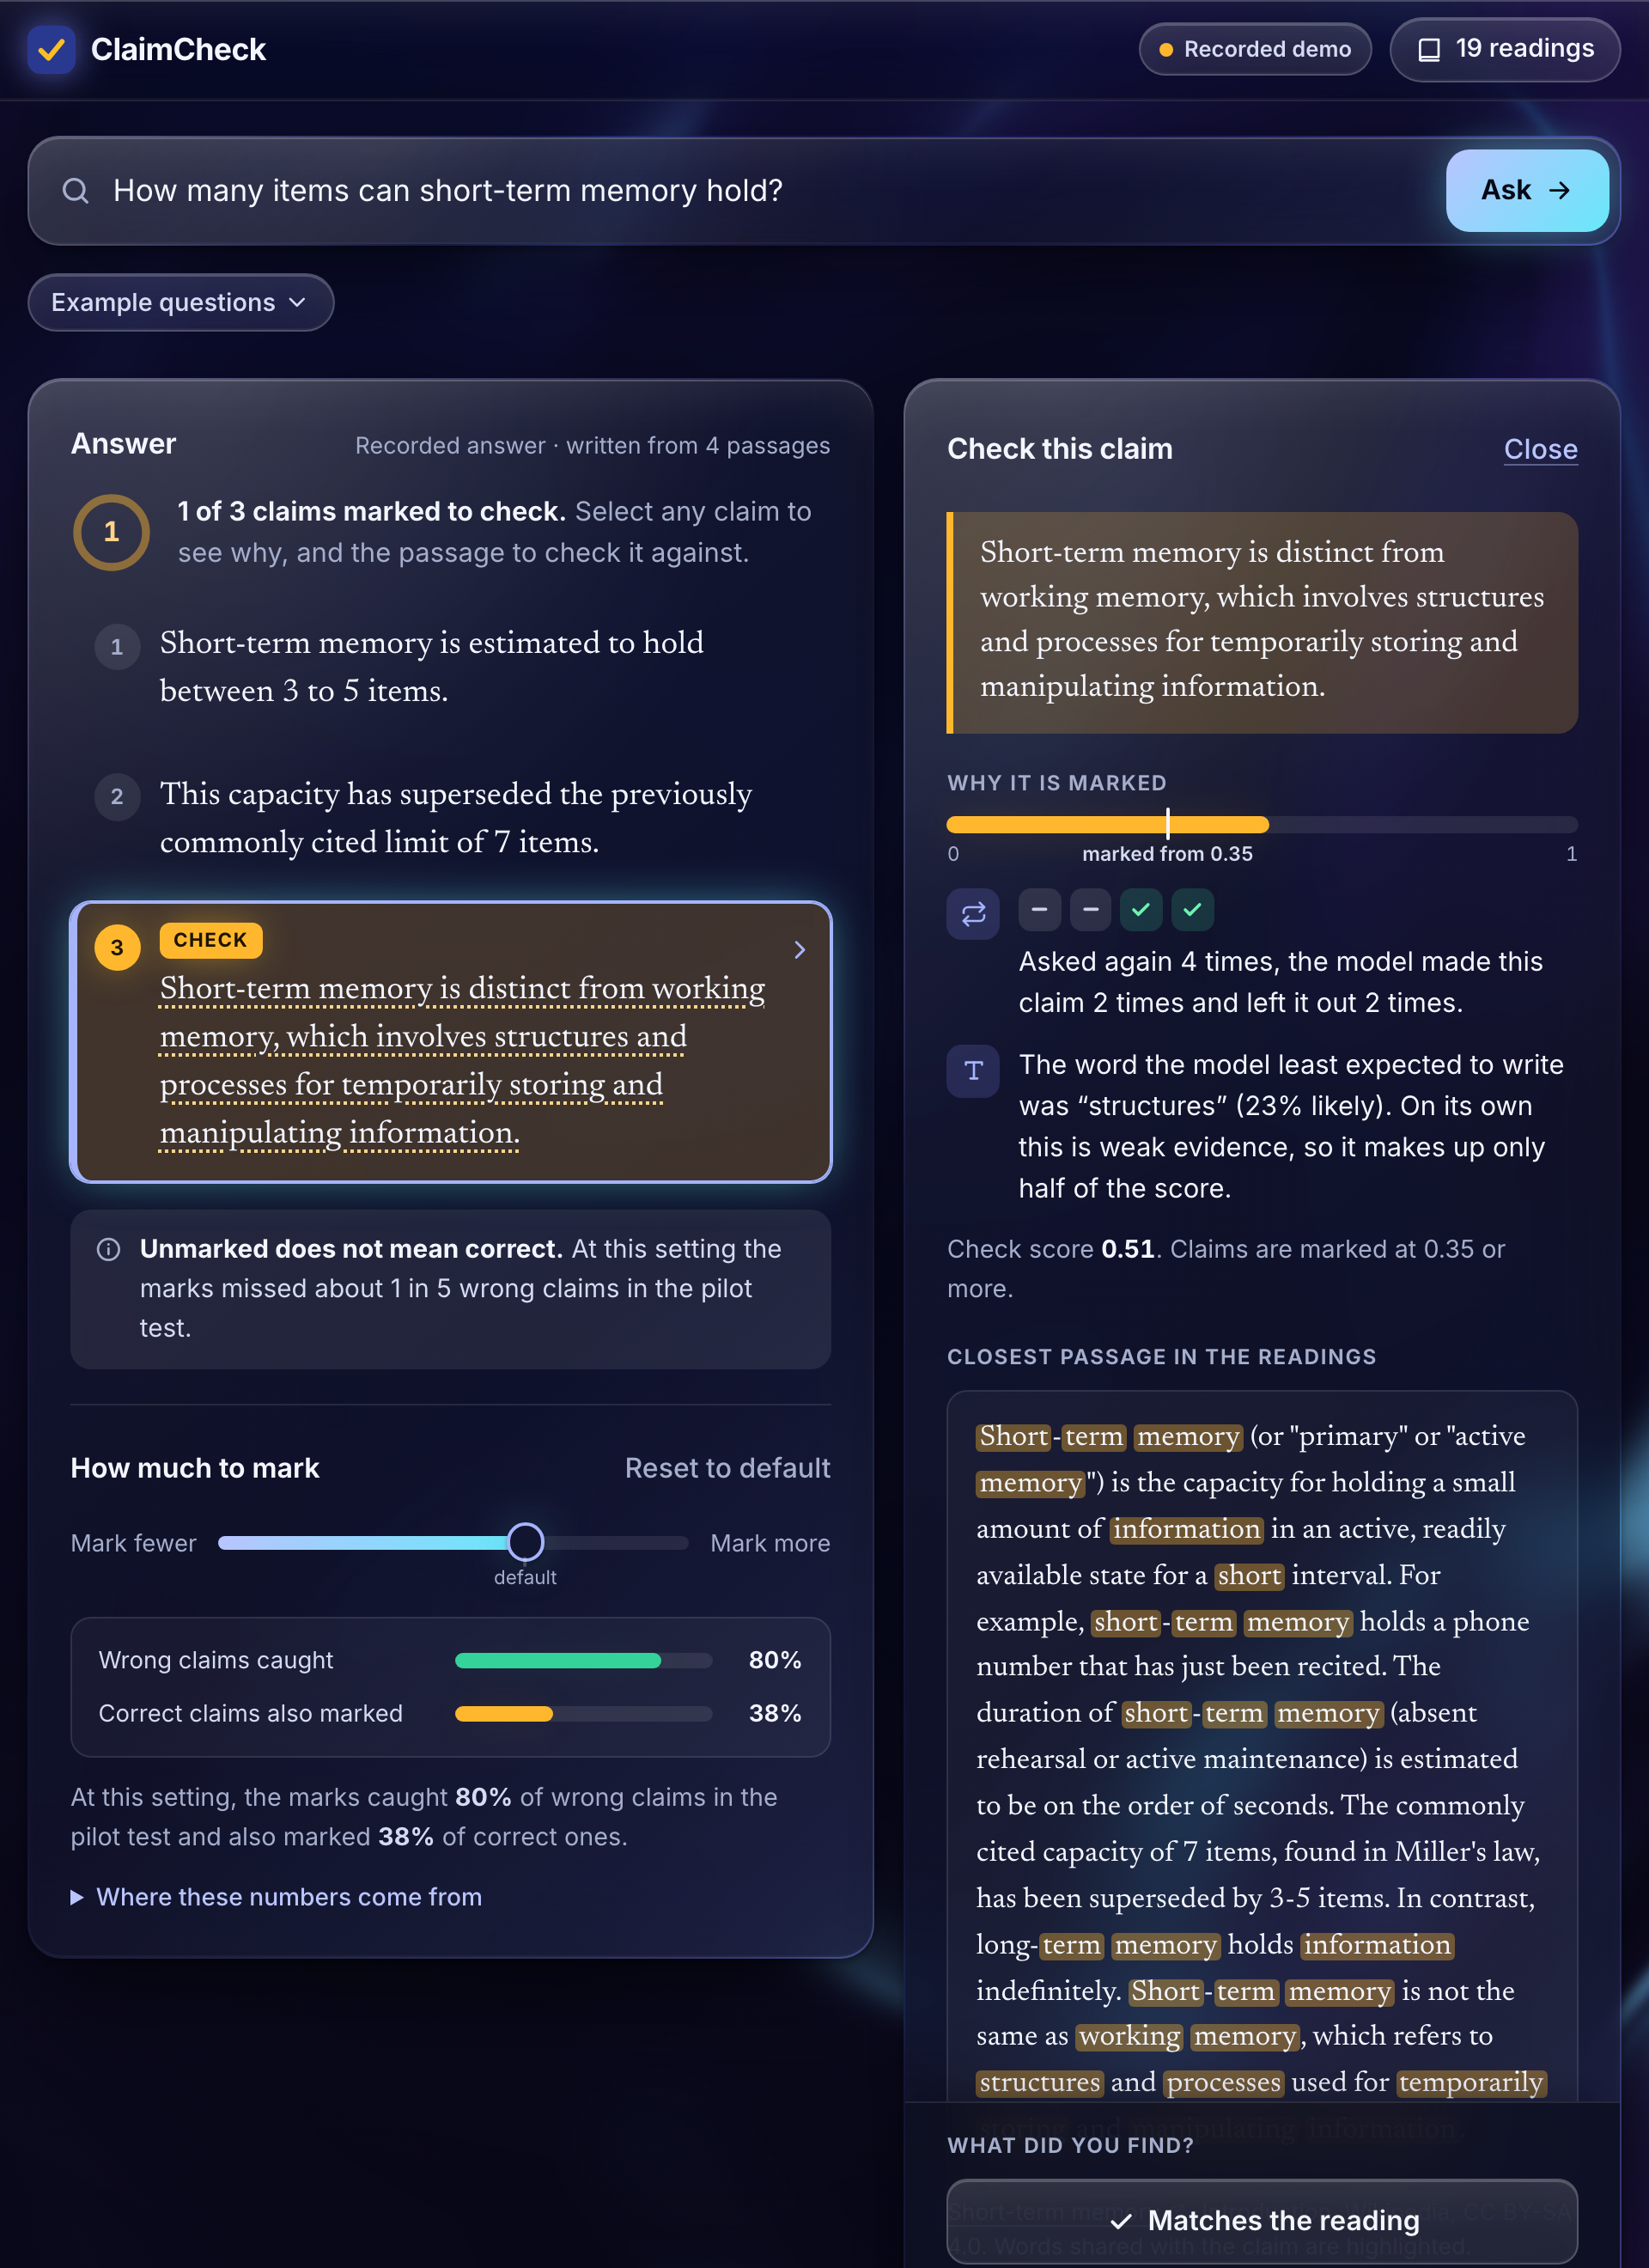 ClaimCheck
Recorded demo
19 readings
How many items can short-term memory hold?
Ask
Example questions
Answer
Recorded answer · written from 4 passages
1
1 of 3 claims marked to check. Select any claim to
see why, and the passage to check it against.
1
Short-term memory is estimated to hold
between 3 to 5 items.
2
This capacity has superseded the previously
commonly cited limit of 7 items.
3
CHECK
Short-term memory is distinct from working
memory, which involves structures and
processes for temporarily storing and
manipulating information.
Unmarked does not mean correct. At this setting the
marks missed about 1 in 5 wrong claims in the pilot
test.
How much to mark
Reset to default
Mark fewer
Mark more
default
Wrong claims caught
80%
Correct claims also marked
38%
At this setting, the marks caught 80% of wrong claims in the
pilot test and also marked 38% of correct ones.
Where these numbers come from
Check this claim
Close
Short-term memory is distinct from
working memory, which involves structures
and processes for temporarily storing and
manipulating information.
WHY IT IS MARKED
0
marked from 0.35
1
Asked again 4 times, the model made this
claim 2 times and left it out 2 times.
T
The word the model least expected to write
was “structures” (23% likely). On its own
this is weak evidence, so it makes up only
half of the score.
Check score 0.51. Claims are marked at 0.35 or
more.
CLOSEST PASSAGE IN THE READINGS
Short-term memory (or "primary" or "active
memory") is the capacity for holding a small
amount of information in an active, readily
available state for a short interval. For
example, short-term memory holds a phone
number that has just been recited. The
duration of short-term memory (absent
rehearsal or active maintenance) is estimated
to be on the order of seconds. The commonly
cited capacity of 7 items, found in Miller's law,
has been superseded by 3-5 items. In contrast,
long-term memory holds information
indefinitely. Short-term memory is not the
same as working memory, which refers to
structures and processes used for temporarily
storing and manipulating information.
WHAT DID YOU FIND?
Short-term memor
CC BY-SA
Matches the reading
4.0. Words shared with the claim are highlighted.